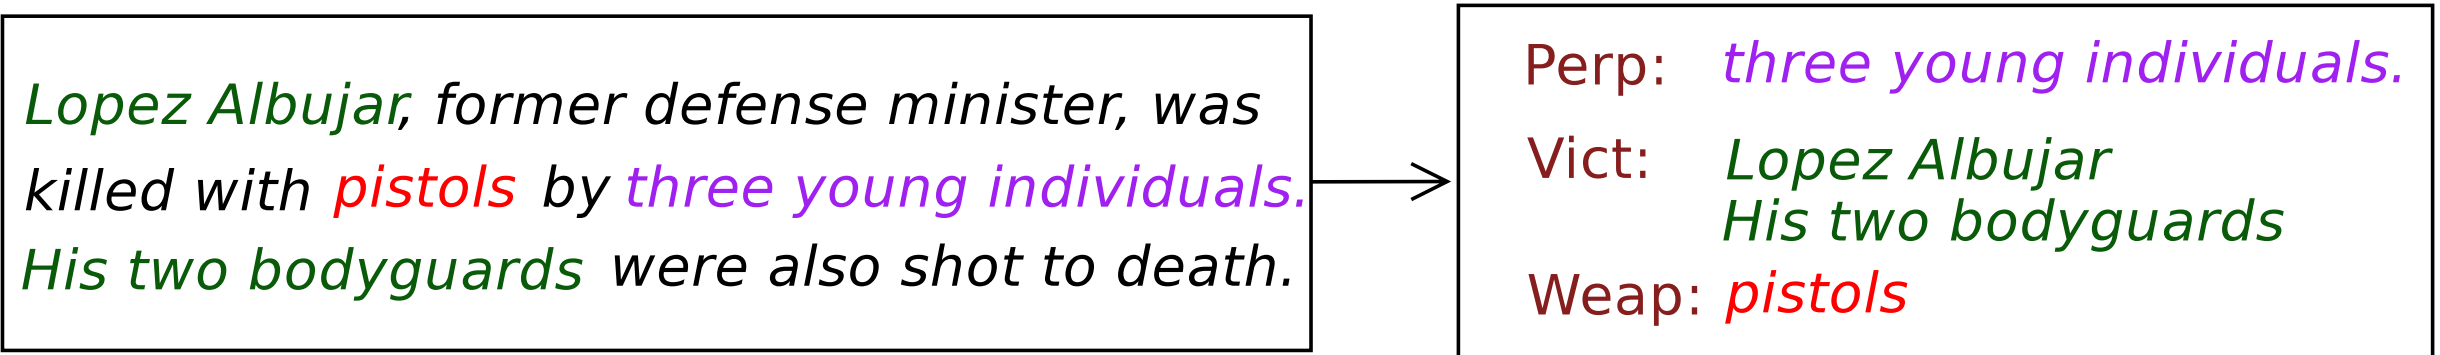 Lopez Albujar, former defense minister, was
killed with pistols by three young individuals.
His two bodyguards were also shot to death.
Perp: three young individuals.
Vict: Lopez Albujar
His two bodyguards
Weap: pistols